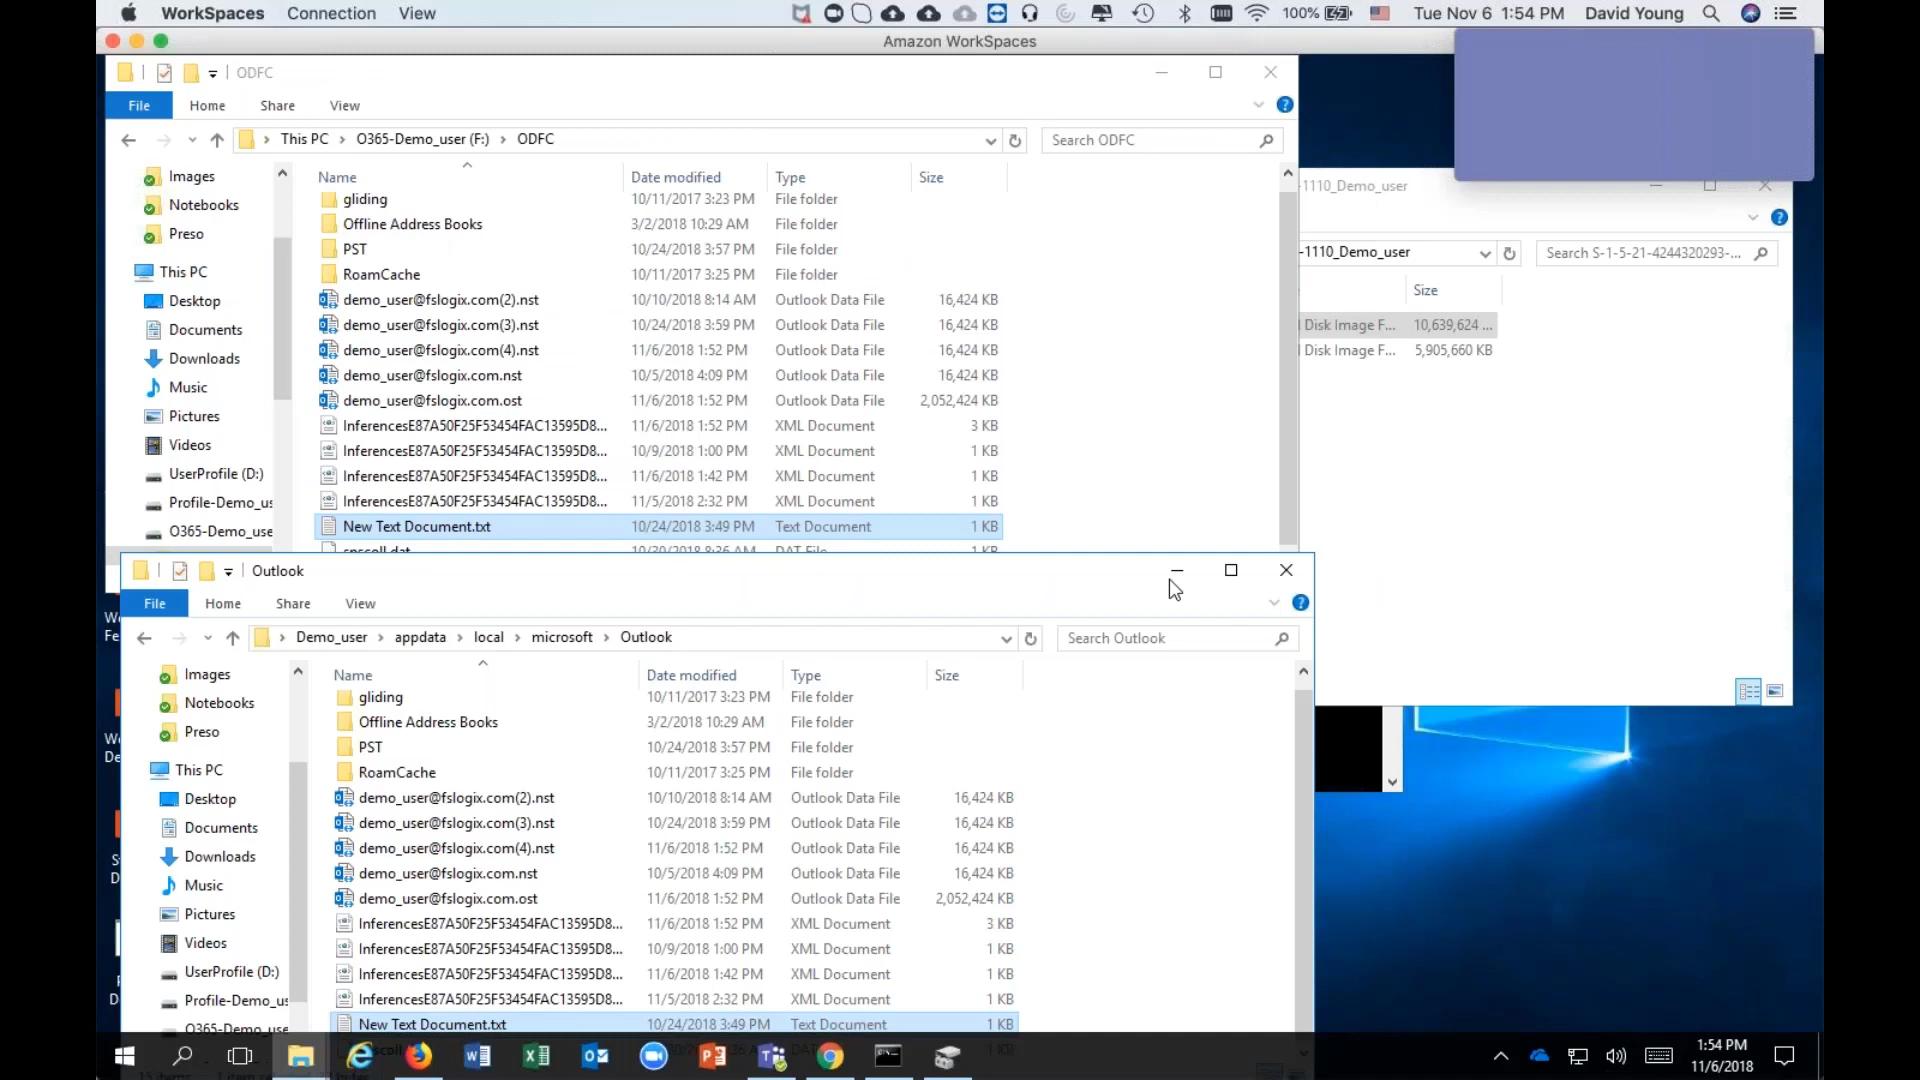 WorkSpaces Connection View 100% Tue Nov 6 1:54 PM David Young
Amazon WorkSpaces
ODFC
File Home Share View
This PC O365-Demo_user (F:) ODFC Search ODFC
Name Date modified Type Size
Images
Notebooks
Preso
This PC
Desktop
Documents
Downloads
Music
Pictures
Videos
UserProfile (D:)
Profile-Demo_us
O365-Demo_use
gliding 10/11/2017 3:23 PM File folder
Offline Address Books 3/2/2018 10:29 AM File folder
PST 10/24/2018 3:57 PM File folder
RoamCache 10/11/2017 3:25 PM File folder
demo_user@fslogix.com(2).nst 10/10/2018 8:14 AM Outlook Data File 16,424 KB
demo_user@fslogix.com(3).nst 10/24/2018 3:59 PM Outlook Data File 16,424 KB
demo_user@fslogix.com(4).nst 11/6/2018 1:52 PM Outlook Data File 16,424 KB
demo_user@fslogix.com.nst 10/5/2018 4:09 PM Outlook Data File 16,424 KB
demo_user@fslogix.com.ost 11/6/2018 1:52 PM Outlook Data File 2,052,424 KB
InferencesE87A50F25F53454FAC13595D8... 11/6/2018 1:52 PM XML Document 3 KB
InferencesE87A50F25F53454FAC13595D8... 10/9/2018 1:00 PM XML Document 1 KB
InferencesE87A50F25F53454FAC13595D8... 11/6/2018 1:42 PM XML Document 1 KB
InferencesE87A50F25F53454FAC13595D8... 11/5/2018 2:32 PM XML Document 1 KB
New Text Document.txt 10/24/2018 3:49 PM Text Document 1 KB
-1110_Demo_user
-1110_Demo_user Search S-1-5-21-4244320293-...
Size
Disk Image F... 10,639,624 ...
Disk Image F... 5,905,660 KB
Outlook
File Home Share View
Demo_user appdata local microsoft Outlook Search Outlook
Name Date modified Type Size
Images
Notebooks
Preso
This PC
Desktop
Documents
Downloads
Music
Pictures
Videos
UserProfile (D:)
Profile-Demo_us
O365-Demo_use
gliding 10/11/2017 3:23 PM File folder
Offline Address Books 3/2/2018 10:29 AM File folder
PST 10/24/2018 3:57 PM File folder
RoamCache 10/11/2017 3:25 PM File folder
demo_user@fslogix.com(2).nst 10/10/2018 8:14 AM Outlook Data File 16,424 KB
demo_user@fslogix.com(3).nst 10/24/2018 3:59 PM Outlook Data File 16,424 KB
demo_user@fslogix.com(4).nst 11/6/2018 1:52 PM Outlook Data File 16,424 KB
demo_user@fslogix.com.nst 10/5/2018 4:09 PM Outlook Data File 16,424 KB
demo_user@fslogix.com.ost 11/6/2018 1:52 PM Outlook Data File 2,052,424 KB
InferencesE87A50F25F53454FAC13595D8... 11/6/2018 1:52 PM XML Document 3 KB
InferencesE87A50F25F53454FAC13595D8... 10/9/2018 1:00 PM XML Document 1 KB
InferencesE87A50F25F53454FAC13595D8... 11/6/2018 1:42 PM XML Document 1 KB
InferencesE87A50F25F53454FAC13595D8... 11/5/2018 2:32 PM XML Document 1 KB
New Text Document.txt 10/24/2018 3:49 PM Text Document 1 KB
1:54 PM
11/6/2018